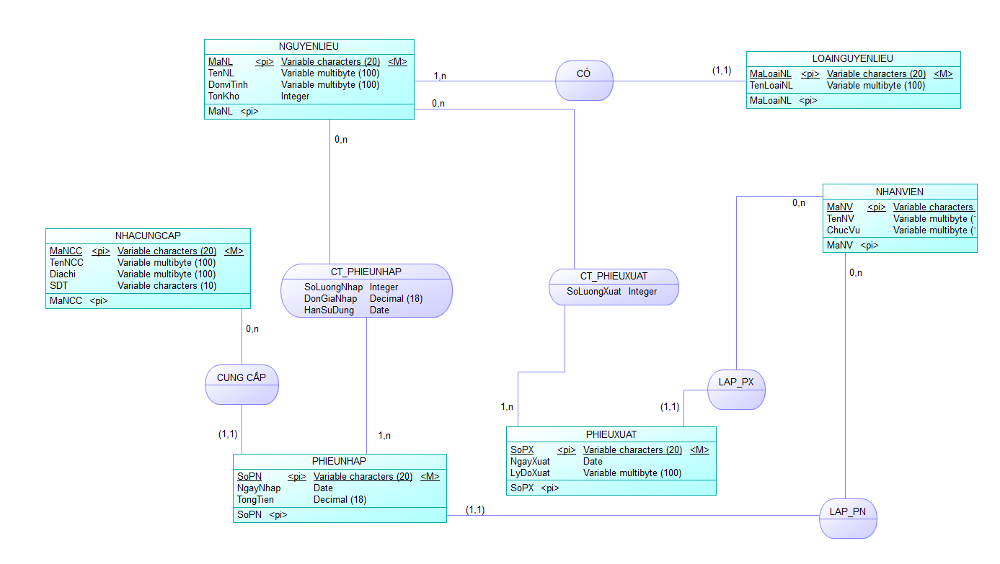 NGUYENLIEU
MaNL <pi> Variable characters (20) <M>
TenNL Variable multibyte (100)
DonviTinh Variable multibyte (100)
TonKho Integer
MaNL <pi>
1,n
0,n
0,n
CÓ
(1,1)
LOAINGUYENLIEU
MaLoaiNL <pi> Variable characters (20) <M>
TenLoaiNL Variable multibyte (100)
MaLoaiNL <pi>
NHANVIEN
MaNV <pi> Variable characters
TenNV Variable multibyte (
ChucVu Variable multibyte (
MaNV <pi>
0,n
0,n
NHACUNGCAP
MaNCC <pi> Variable characters (20) <M>
TenNCC Variable multibyte (100)
Diachi Variable multibyte (100)
SDT Variable characters (10)
MaNCC <pi>
0,n
CT_PHIEUNHAP
SoLuongNhap Integer
DonGiaNhap Decimal (18)
HanSuDung Date
CT_PHIEUXUAT
SoLuongXuat Integer
CUNG CẤP
(1,1)
1,n
LAP_PX
1,n
(1,1)
PHIEUXUAT
SoPX <pi> Variable characters (20) <M>
NgayXuat Date
LyDoXuat Variable multibyte (100)
SoPX <pi>
PHIEUNHAP
SoPN <pi> Variable characters (20) <M>
NgayNhap Date
TongTien Decimal (18)
SoPN <pi>
(1,1)
LAP_PN